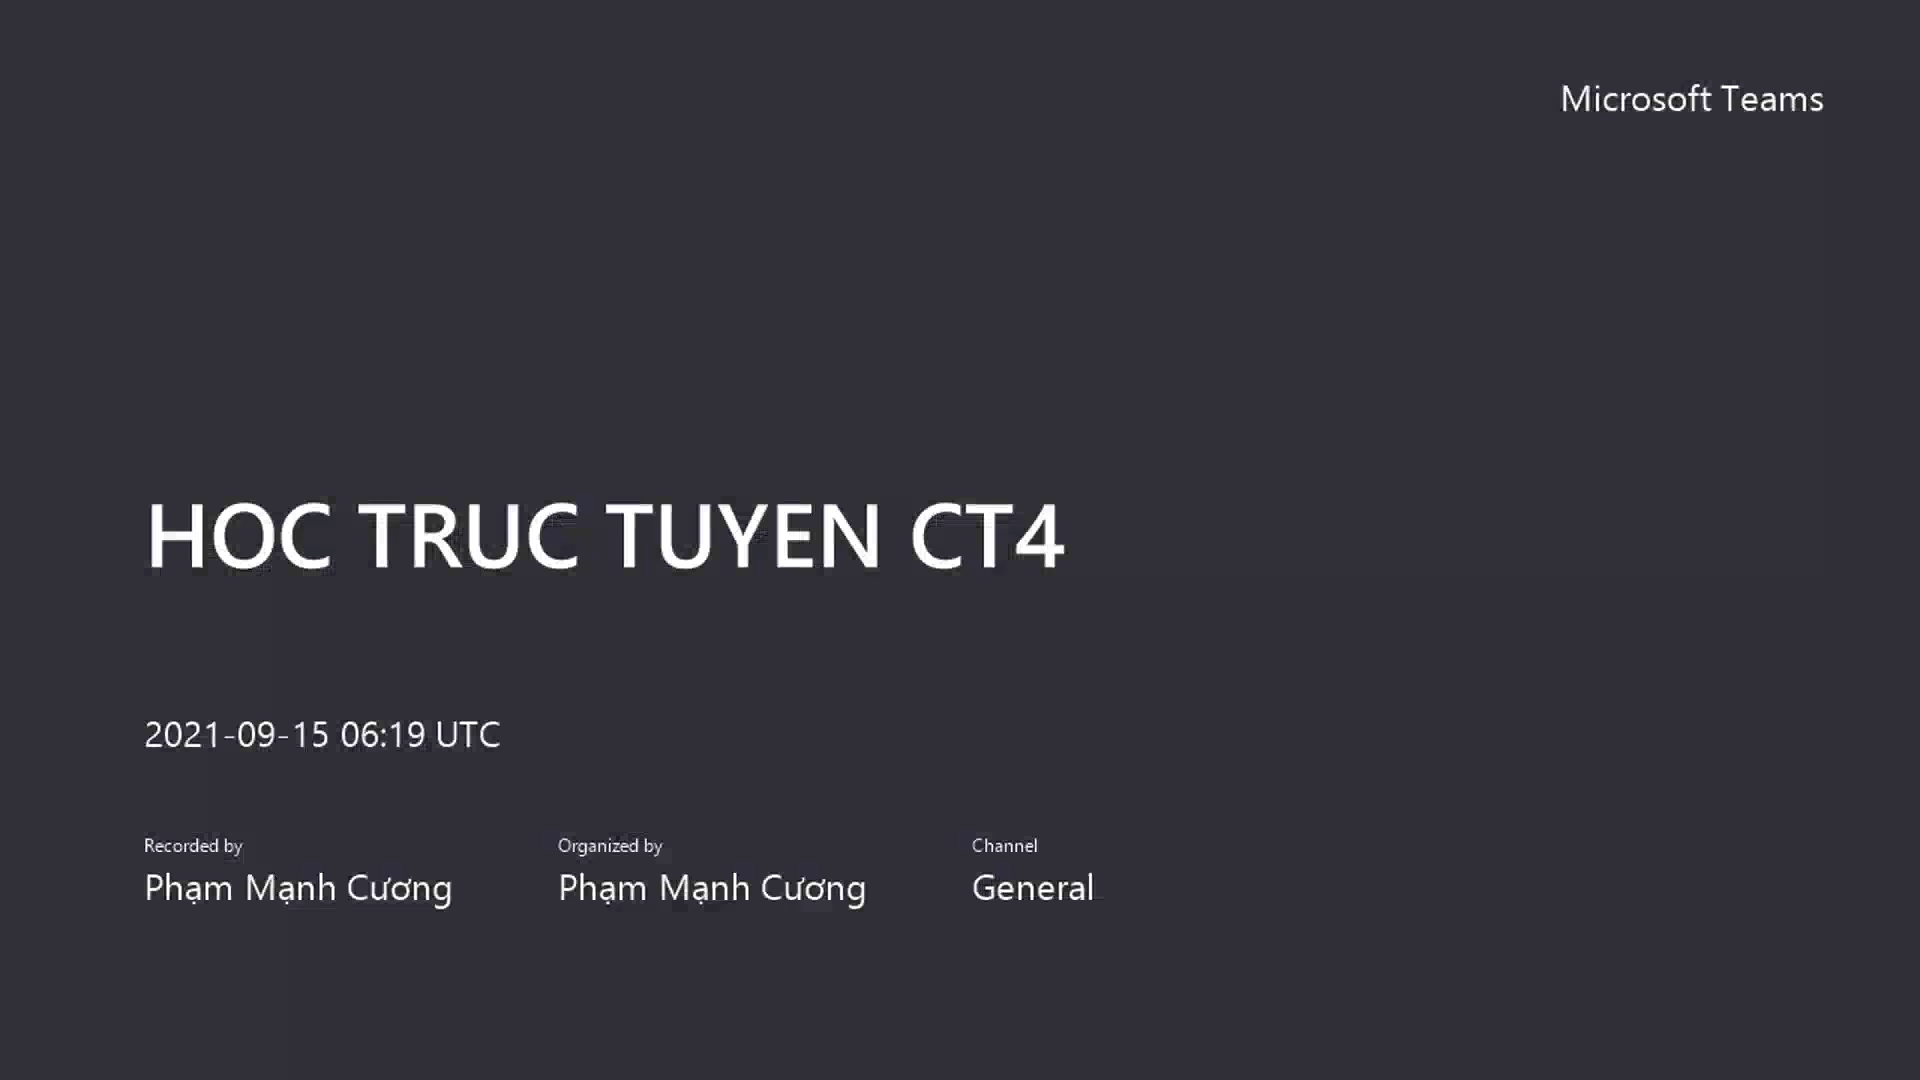 Microsoft Teams
HOC TRUC TUYEN CT4
2021-09-15 06:19 UTC
Recorded by
Phạm Mạnh Cương
Organized by
Phạm Mạnh Cương
Channel
General